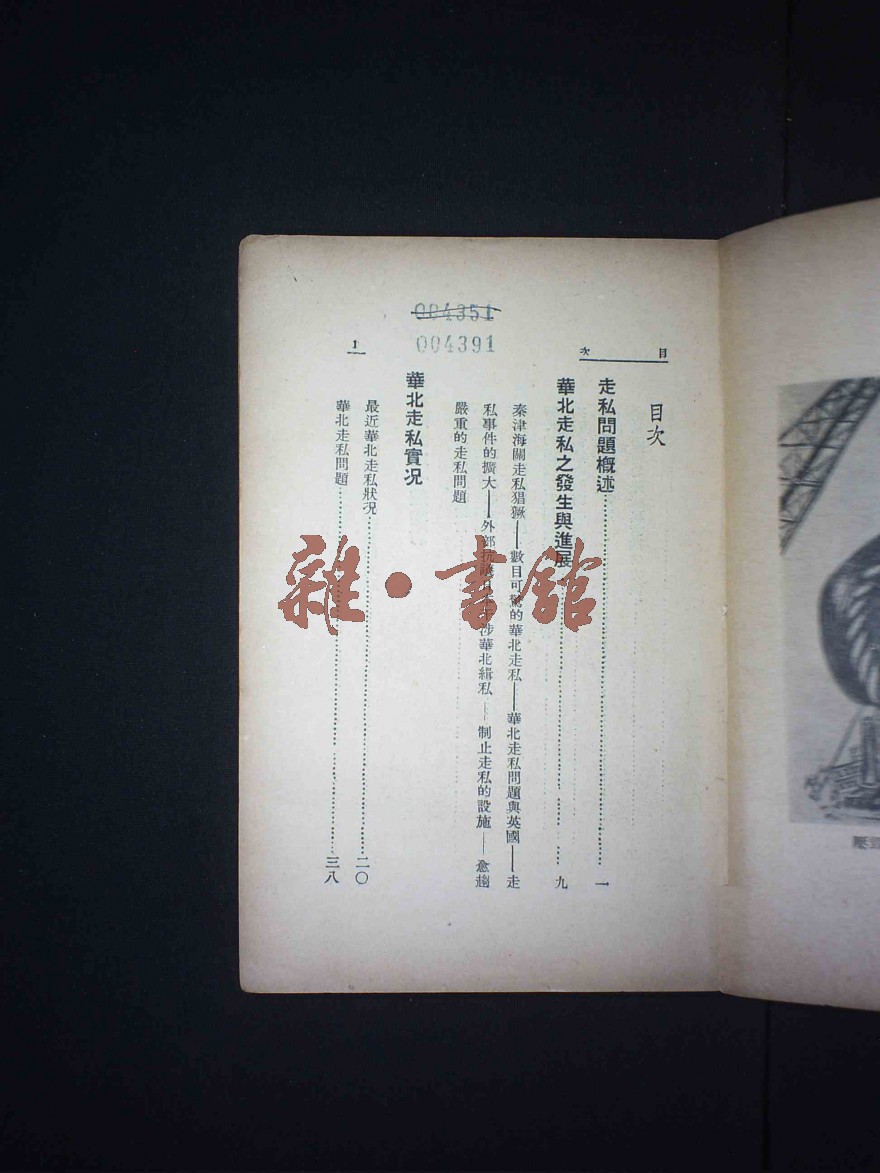 004351
004391
目次
1
目次
走私問題概述……一
華北走私之發生與進展……九
秦津海關走私猖獗——數目可驚的華北走私——華北走私問題與英國——走
私事件的擴大——外部抗議日 涉華北緝私——制止走私的設施——愈趨
嚴重的走私問題
華北走私實況
最近華北走私狀況……二〇
華北走私問題……三八
雜·書館